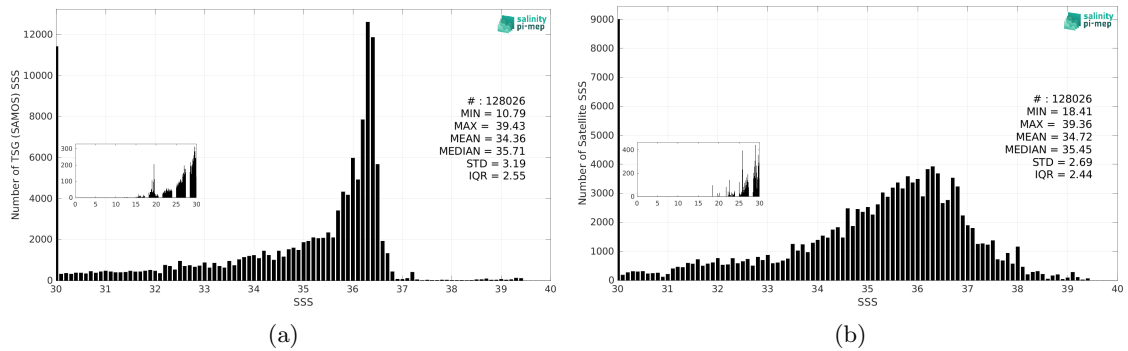 salinity
pi-mep
12000
10000
8000
6000
4000
2000
0
Number of TSG (SAMOS) SSS
# : 128026
MIN = 10.79
MAX = 39.43
MEAN = 34.36
MEDIAN = 35.71
STD = 3.19
IQR = 2.55
300
200
100
0
0 5 10 15 20 25 30
30 31 32 33 34 35 36 37 38 39 40
SSS
(a)
salinity
pi-mep
9000
8000
7000
6000
5000
4000
3000
2000
1000
0
Number of Satellite SSS
# : 128026
MIN = 18.41
MAX = 39.36
MEAN = 34.72
MEDIAN = 35.45
STD = 2.69
IQR = 2.44
400
200
0
0 5 10 15 20 25 30
30 31 32 33 34 35 36 37 38 39 40
SSS
(b)